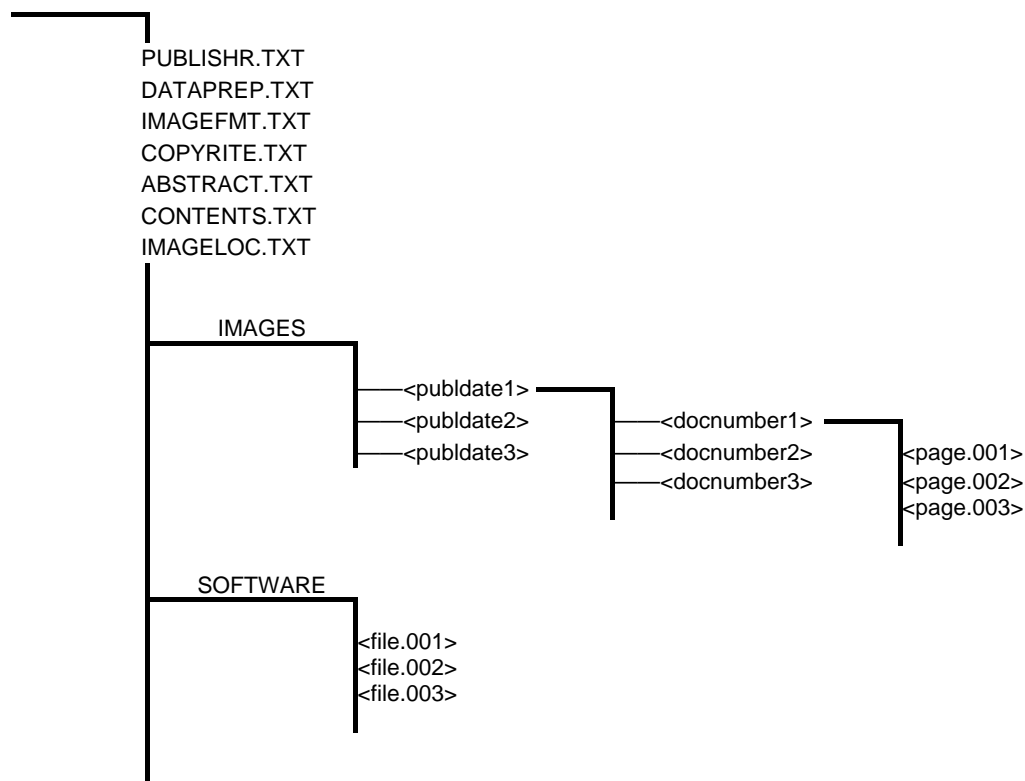 PUBLISHR.TXT
DATAPREP.TXT
IMAGEFMT.TXT
COPYRITE.TXT
ABSTRACT.TXT
CONTENTS.TXT
IMAGELOC.TXT
IMAGES
<publdate1>
<publdate2>
<publdate3>
<docnumber1>
<docnumber2>
<docnumber3>
<page.001>
<page.002>
<page.003>
SOFTWARE
<file.001>
<file.002>
<file.003>